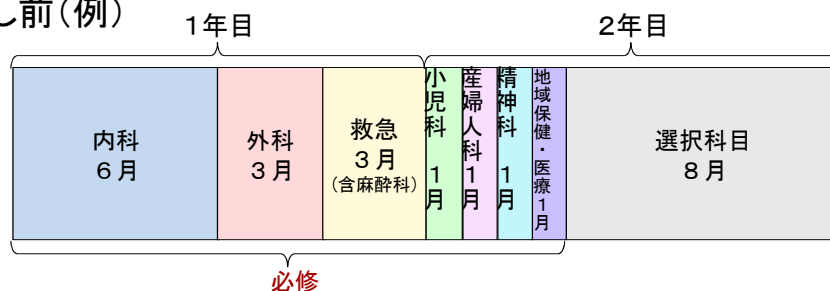 し前（例）
１年目
２年目
内科
６月
外科
３月
救急
３月
（含麻酔科）
小児科　１月
産婦人科１月
精神科　１月
地域保健・医療１月
選択科目
８月
必修